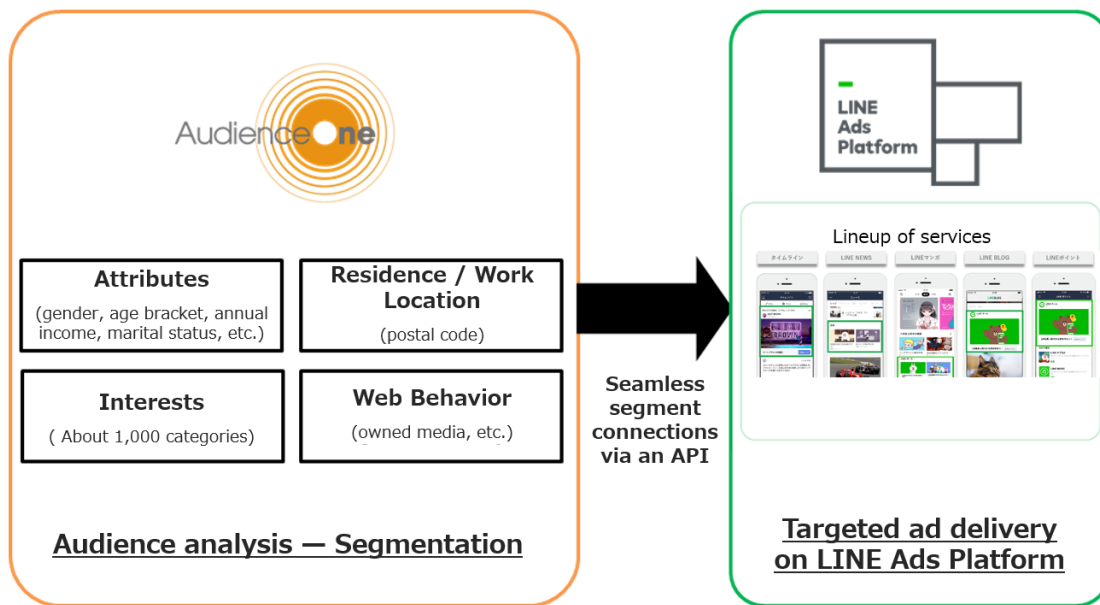 AudienceOne
Attributes
(gender, age bracket, annual
income, marital status, etc.)
Residence / Work
Location
(postal code)
Interests
( About 1,000 categories)
Web Behavior
(owned media, etc.)
Audience analysis — Segmentation
Seamless
segment
connections
via an API
LINE
Ads
Platform
Lineup of services
タイムライン
LINE NEWS
LINEマンガ
LINE BLOG
LINEポイント
Targeted ad delivery
on LINE Ads Platform